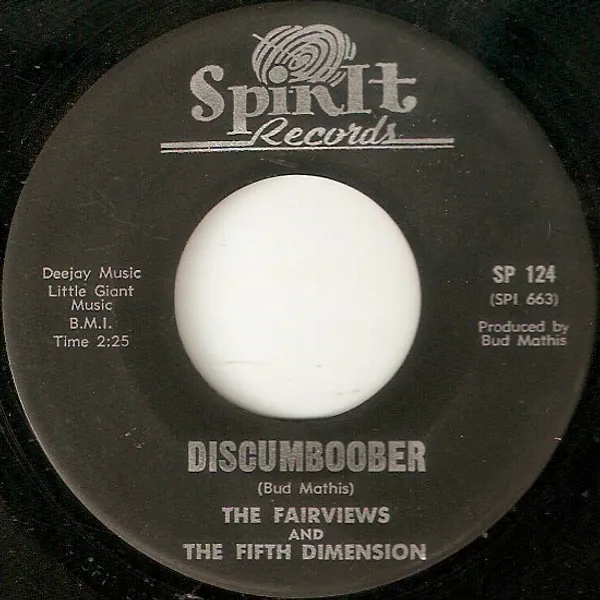 SpinIt
Records
Deejay Music
Little Giant
Music
B.M.I.
Time 2:25
SP 124
(SPI 663)
Produced by
Bud Mathis
DISCUMBOOBER
(Bud Mathis)
THE FAIRVIEWS
AND
THE FIFTH DIMENSION